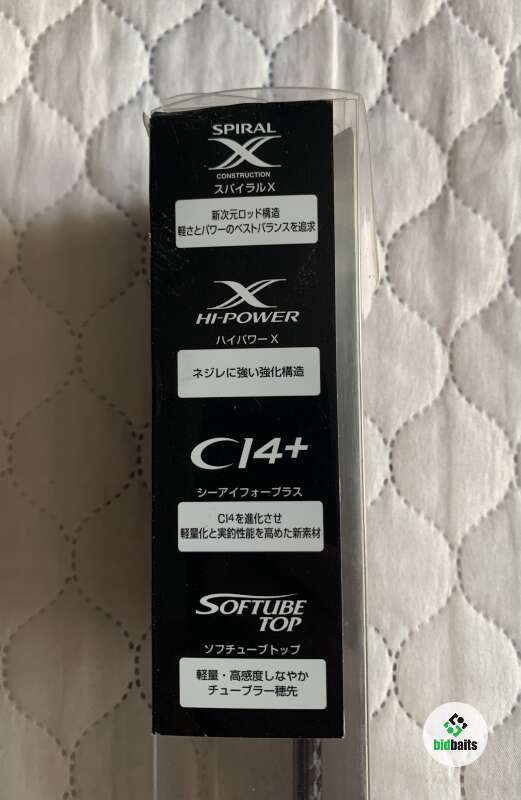 SPIRAL
X
CONSTRUCTION
スパイラルX
新次元ロッド構造
軽さとパワーのベストバランスを追求
X
HI-POWER
ハイパワーX
ネジレに強い強化構造
CI4+
シーアイフォープラス
CI4を進化させ
軽量化と実釣性能を高めた新素材
SOFTUBE
TOP
ソフチューブトップ
軽量・高感度しなやか
チューブラー穂先
bidbaits